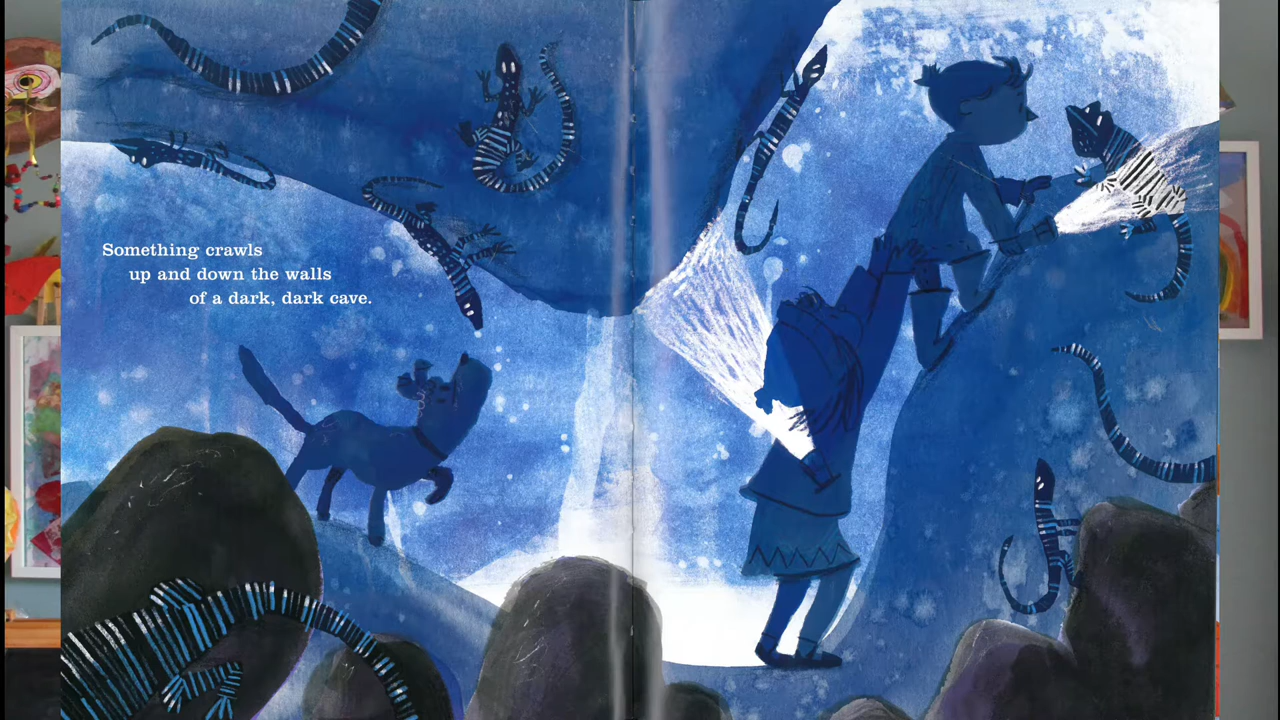 Something crawls
up and down the walls
of a dark, dark cave.